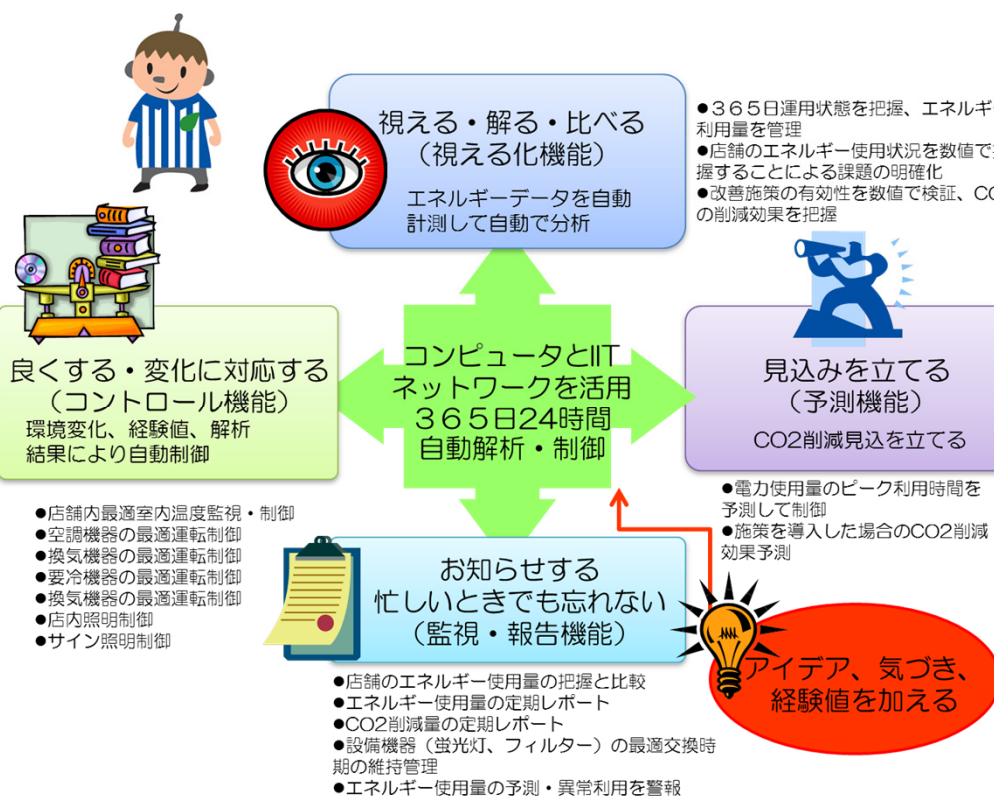 視える・解る・比べる
（視える化機能）
エネルギーデータを自動
計測して自動で分析
●３６５日運用状態を把握、エネルギ
利用量を管理
●店舗のエネルギー使用状況を数値で
握することによる課題の明確化
●改善施策の有効性を数値で検証、CO
の削減効果を把握
良くする・変化に対応する
（コントロール機能）
環境変化、経験値、解析
結果により自動制御
コンピュータとIIT
ネットワークを活用
３６５日24時間
自動解析・制御
見込みを立てる
（予測機能）
CO2削減見込を立てる
●電力使用量のピーク利用時間を
予測して制御
●施策を導入した場合のCO2削減
効果予測
●店舗内最適室内温度監視・制御
●空調機器の最適運転制御
●換気機器の最適運転制御
●要冷機器の最適運転制御
●換気機器の最適運転制御
●店内照明制御
●サイン照明制御
お知らせする
忙しいときでも忘れない
（監視・報告機能）
●店舗のエネルギー使用量の把握と比較
●エネルギー使用量の定期レポート
●CO2削減量の定期レポート
●設備機器（蛍光灯、フィルター）の最適交換時
期の維持管理
●エネルギー使用量の予測・異常利用を警報
アイデア、気づき、
経験値を加える